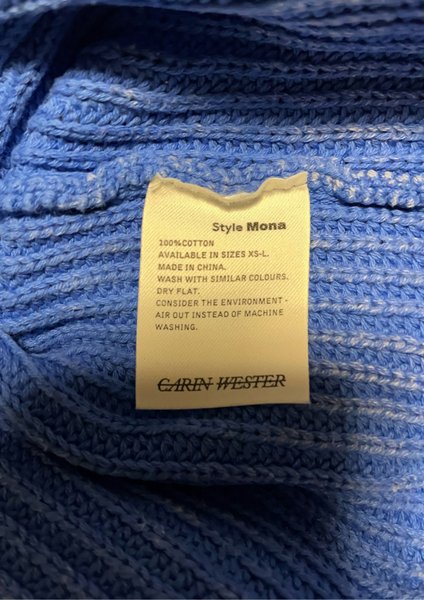 Style Mona
100%COTTON
AVAILABLE IN SIZES XS-L.
MADE IN CHINA.
WASH WITH SIMILAR COLOURS.
DRY FLAT.
CONSIDER THE ENVIRONMENT -
AIR OUT INSTEAD OF MACHINE
WASHING.
CARIN WESTER